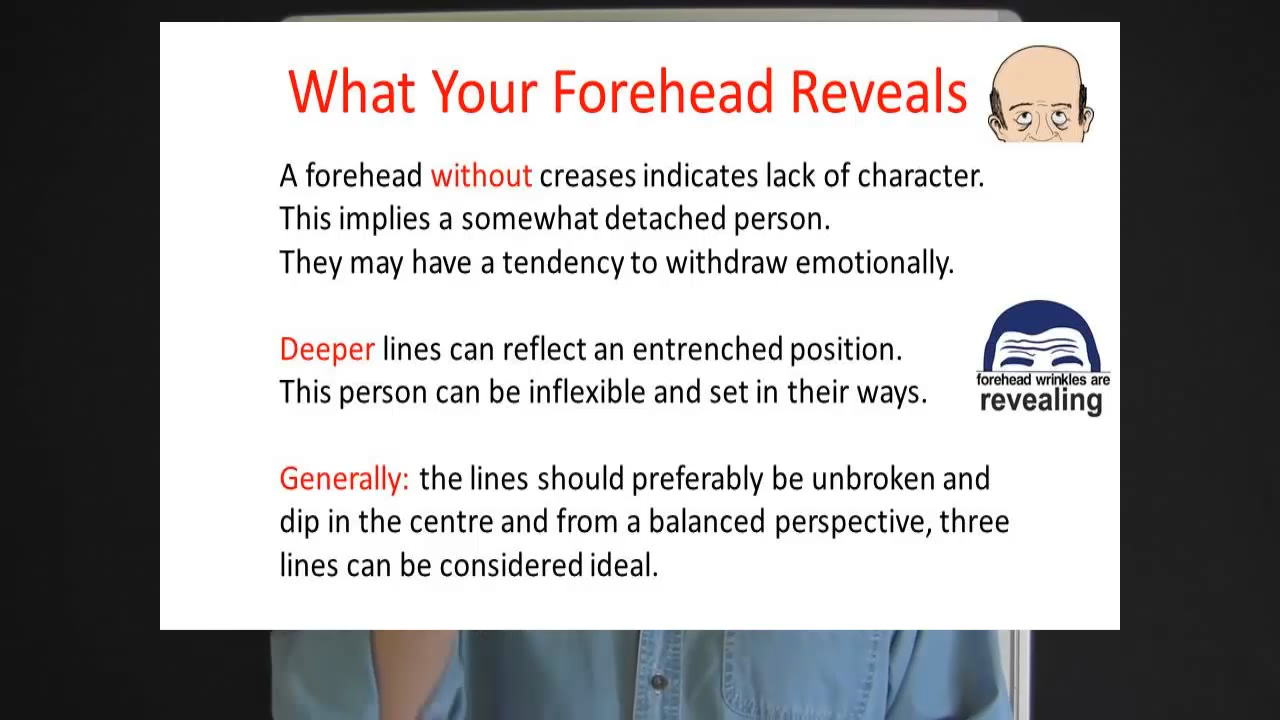 What Your Forehead Reveals
A forehead without creases indicates lack of character.
This implies a somewhat detached person.
They may have a tendency to withdraw emotionally.
Deeper lines can reflect an entrenched position.
This person can be inflexible and set in their ways.
forehead wrinkles are
revealing
Generally: the lines should preferably be unbroken and
dip in the centre and from a balanced perspective, three
lines can be considered ideal.